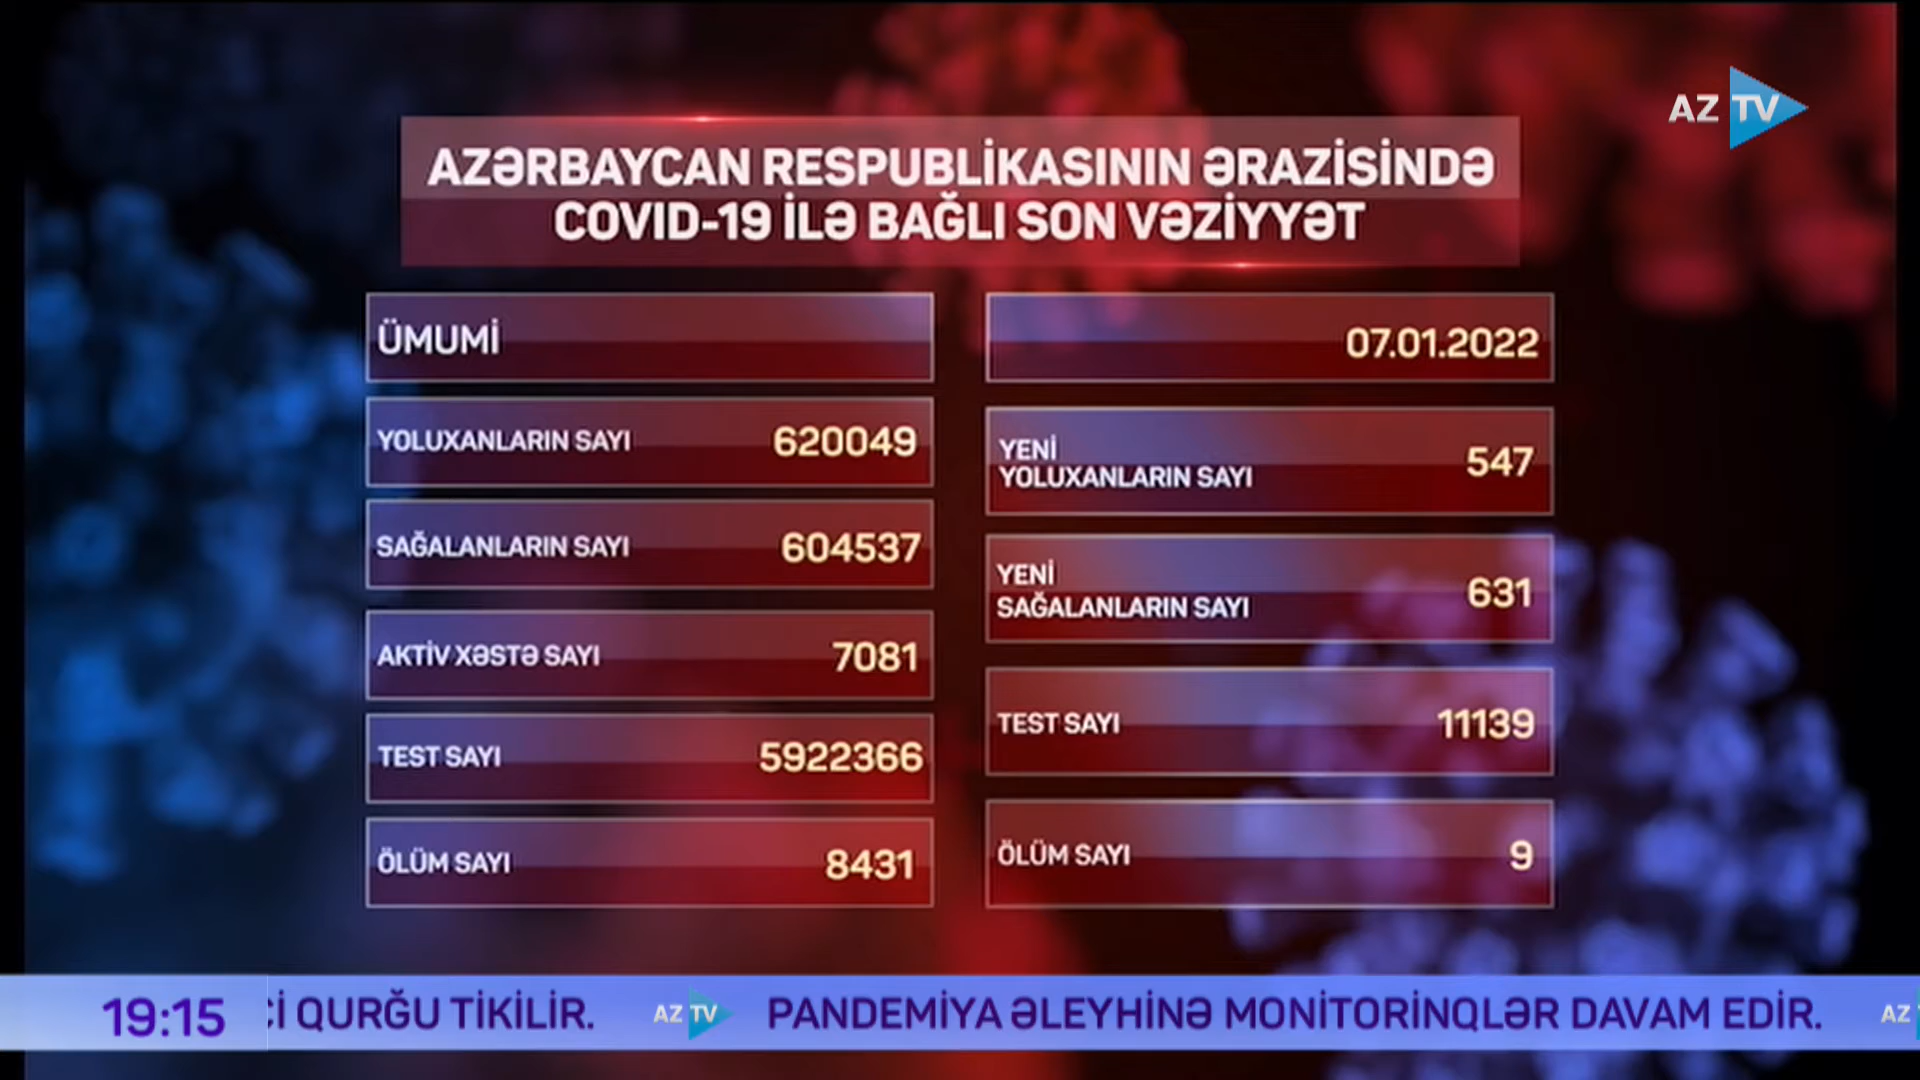 AZ TV
AZƏRBAYCAN RESPUBLİKASININ ƏRAZİSİNDƏ
COVID-19 İLƏ BAĞLI SON VƏZİYYƏT
ÜMUMİ
YOLUXANLARIN SAYI 620049
SAĞALANLARIN SAYI 604537
AKTİV XƏSTƏ SAYI 7081
TEST SAYI 5922366
ÖLÜM SAYI 8431
07.01.2022
YENİ
YOLUXANLARIN SAYI 547
YENİ
SAĞALANLARIN SAYI 631
TEST SAYI 11139
ÖLÜM SAYI 9
19:15 QURĞU TİKİLİR. AZ TV PANDEMİYA ƏLEYHİNƏ MONİTORİNQLƏR DAVAM EDİR. AZ